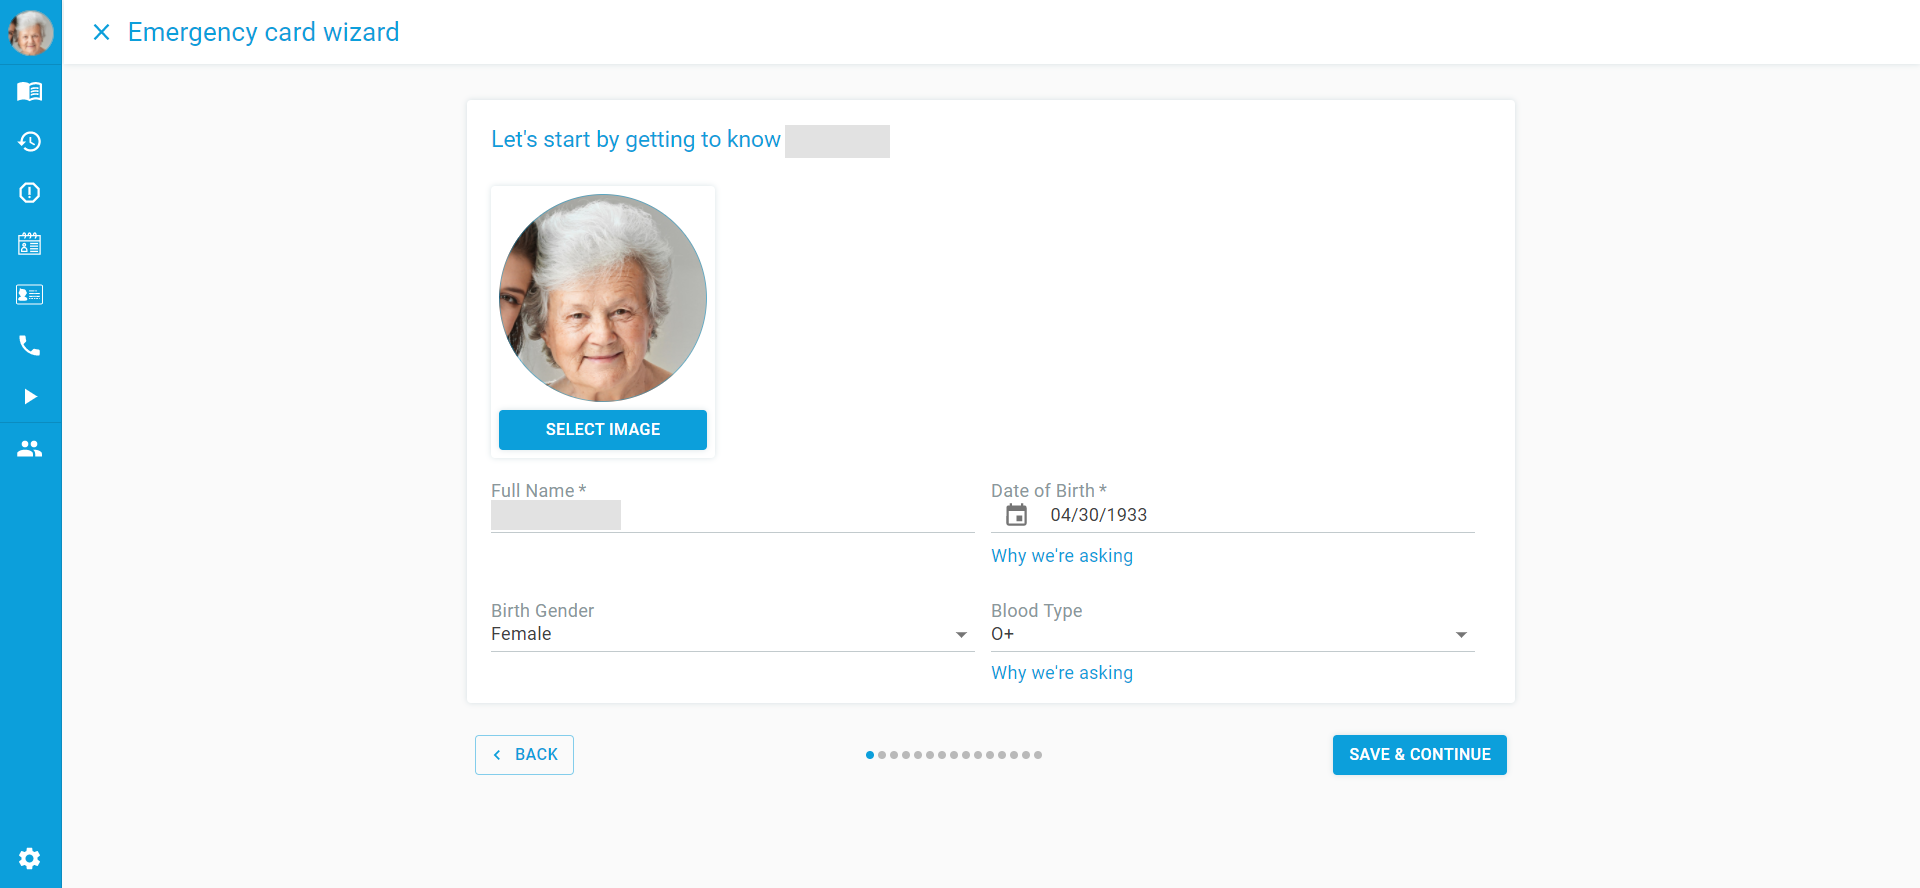 Emergency card wizard
Let's start by getting to know
SELECT IMAGE
Full Name *
Date of Birth *
04/30/1933
Why we're asking
Birth Gender
Blood Type
Female
O+
Why we're asking
BACK
SAVE & CONTINUE